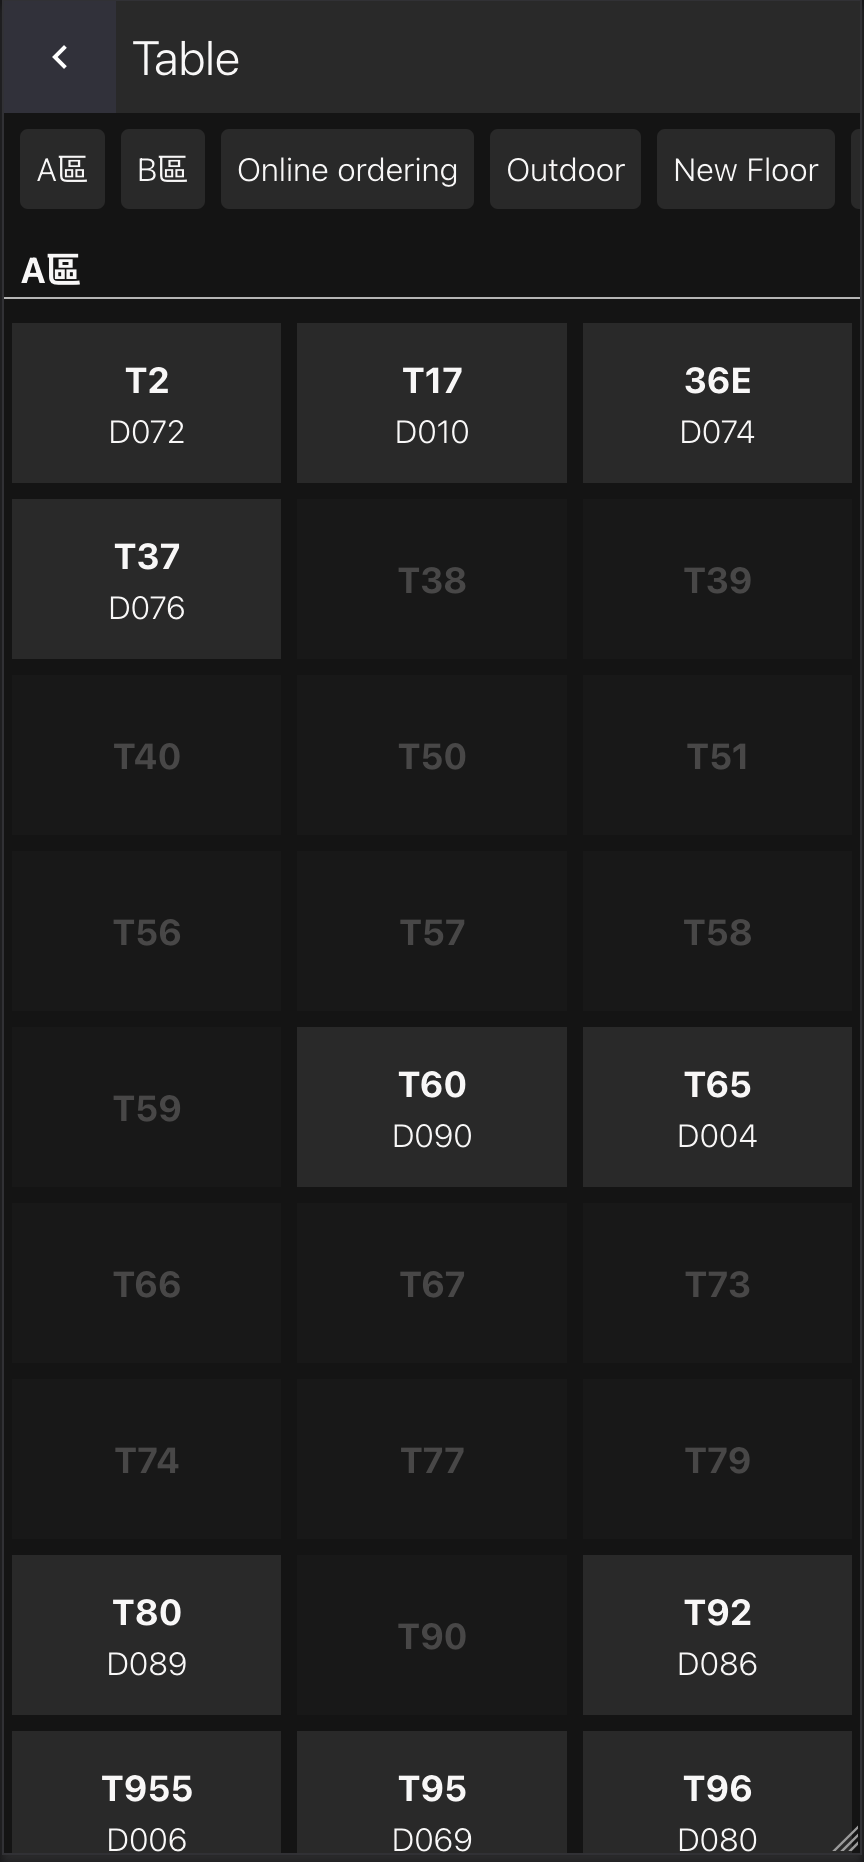 Table
A區 B區 Online ordering Outdoor New Floor
A區
T2 T17 36E
D072 D010 D074
T37 T38 T39
D076
T40 T50 T51
T56 T57 T58
T59 T60 T65
D090 D004
T66 T67 T73
T74 T77 T79
T80 T90 T92
D089 D086
T955 T95 T96
D006 D069 D080